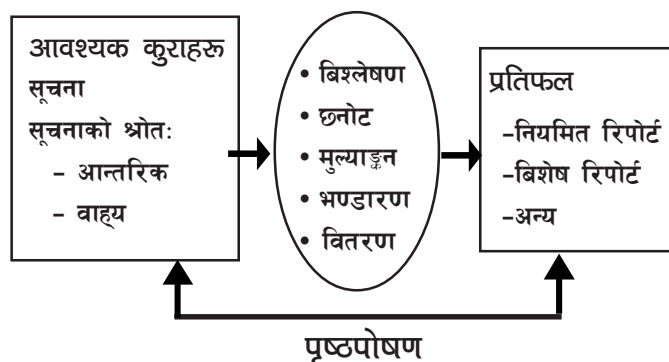 आवश्यक कुराहरू
सूचना
सूचनाको श्रोतः
– आन्तरिक
– वाह्य
• बिश्लेषण
• छनोट
• मुल्याङ्कन
• भण्डारण
• वितरण
प्रतिफल
–नियमित रिपोर्ट
–बिशेष रिपोर्ट
–अन्य
पृष्ठपोषण